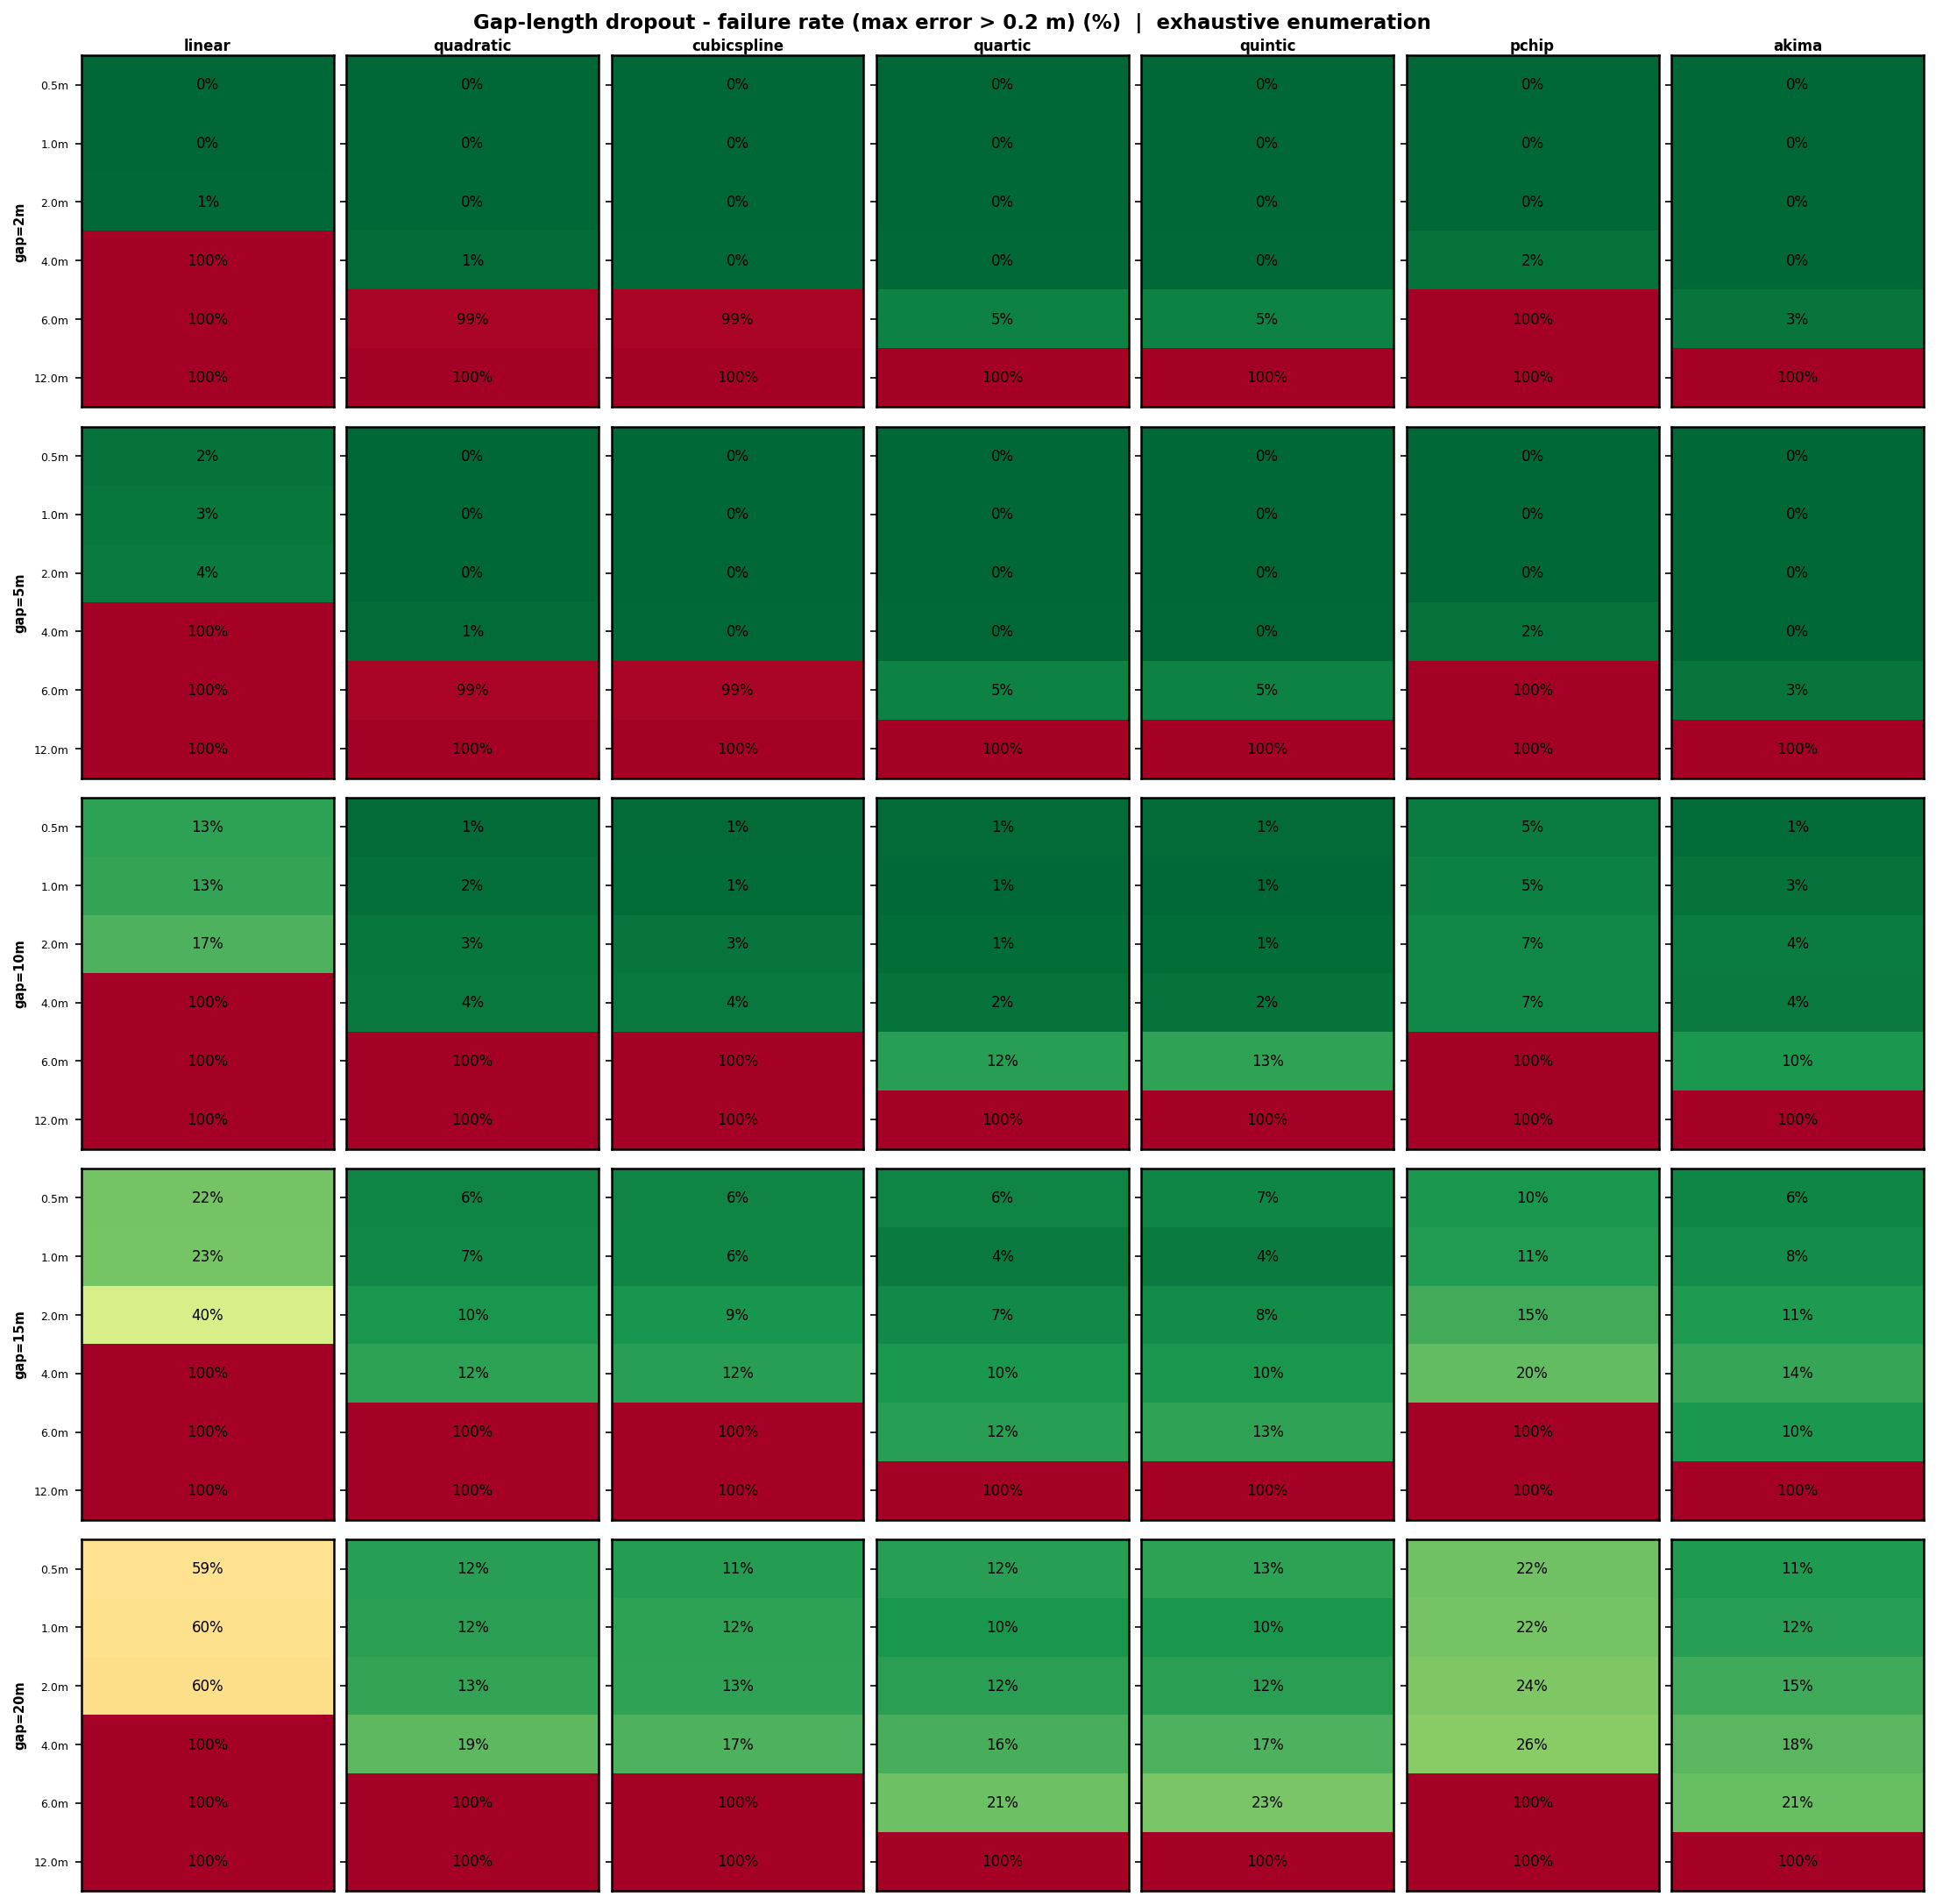 Gap-length dropout - failure rate (max error > 0.2 m) (%) | exhaustive enumeration
linear quadratic cubicspline quartic quintic pchip akima
gap=2m
0.5m 0% 0% 0% 0% 0% 0% 0%
1.0m 0% 0% 0% 0% 0% 0% 0%
2.0m 1% 0% 0% 0% 0% 0% 0%
4.0m 100% 1% 0% 0% 0% 2% 0%
6.0m 100% 99% 99% 5% 5% 100% 3%
12.0m 100% 100% 100% 100% 100% 100% 100%
gap=5m
0.5m 2% 0% 0% 0% 0% 0% 0%
1.0m 3% 0% 0% 0% 0% 0% 0%
2.0m 4% 0% 0% 0% 0% 0% 0%
4.0m 100% 1% 0% 0% 0% 2% 0%
6.0m 100% 99% 99% 5% 5% 100% 3%
12.0m 100% 100% 100% 100% 100% 100% 100%
gap=10m
0.5m 13% 1% 1% 1% 1% 5% 1%
1.0m 13% 2% 1% 1% 1% 5% 3%
2.0m 17% 3% 3% 1% 1% 7% 4%
4.0m 100% 4% 4% 2% 2% 7% 4%
6.0m 100% 100% 100% 12% 13% 100% 10%
12.0m 100% 100% 100% 100% 100% 100% 100%
gap=15m
0.5m 22% 6% 6% 6% 7% 10% 6%
1.0m 23% 7% 6% 4% 4% 11% 8%
2.0m 40% 10% 9% 7% 8% 15% 11%
4.0m 100% 12% 12% 10% 10% 20% 14%
6.0m 100% 100% 100% 12% 13% 100% 10%
12.0m 100% 100% 100% 100% 100% 100% 100%
gap=20m
0.5m 59% 12% 11% 12% 13% 22% 11%
1.0m 60% 12% 12% 10% 10% 22% 12%
2.0m 60% 13% 13% 12% 12% 24% 15%
4.0m 100% 19% 17% 16% 17% 26% 18%
6.0m 100% 100% 100% 21% 23% 100% 21%
12.0m 100% 100% 100% 100% 100% 100% 100%